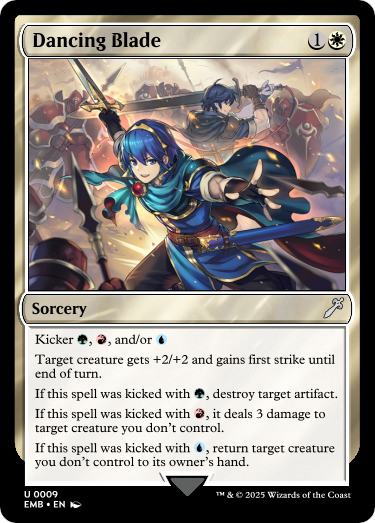 Dancing Blade 1
Sorcery
Kicker , , and/or
Target creature gets +2/+2 and gains first strike until
end of turn.
If this spell was kicked with , destroy target artifact.
If this spell was kicked with , it deals 3 damage to
target creature you don't control.
If this spell was kicked with , return target creature
you don't control to its owner's hand.
U 0009
EMB • EN
™ & © 2025 Wizards of the Coast